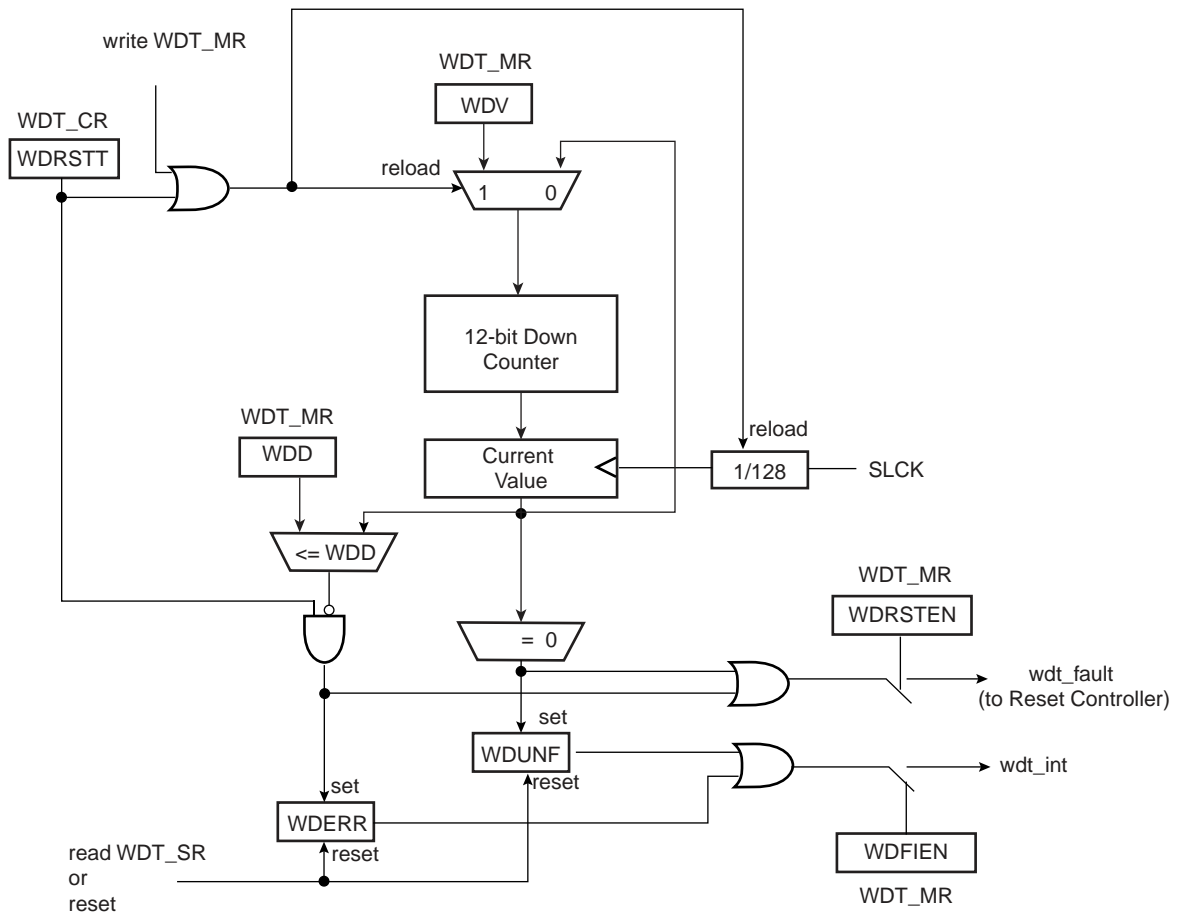 write WDT_MR
WDT_MR
WDV
WDT_CR
WDRSTT
reload
1 0
12-bit Down
Counter
WDT_MR
WDD
Current
Value
reload
1/128
SLCK
<= WDD
WDT_MR
WDRSTEN
= 0
wdt_fault
(to Reset Controller)
set
WDUNF
reset
wdt_int
set
WDERR
reset
WDFIEN
WDT_MR
read WDT_SR
or
reset